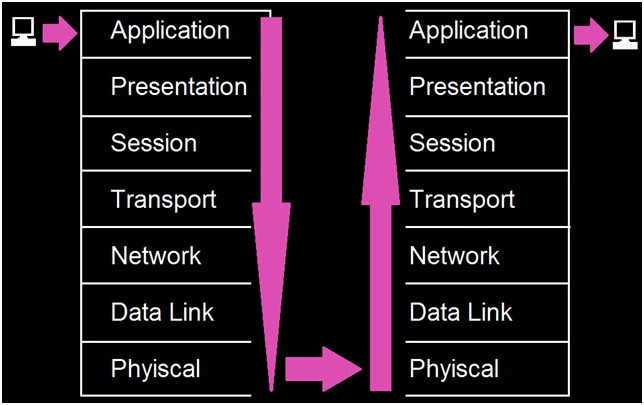 Application
Presentation
Session
Transport
Network
Data Link
Phyiscal
Application
Presentation
Session
Transport
Network
Data Link
Phyiscal